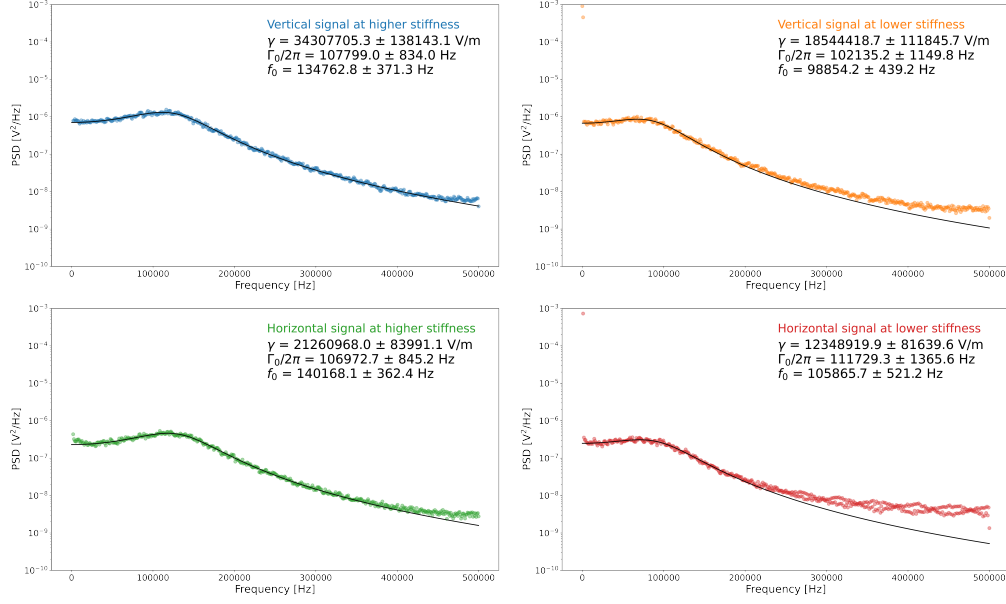 Vertical signal at higher stiffness
γ = 34307705.3 ± 138143.1 V/m
Γ₀/2π = 107799.0 ± 834.0 Hz
f₀ = 134762.8 ± 371.3 Hz
PSD [V²/Hz]
10⁻³
10⁻⁴
10⁻⁵
10⁻⁶
10⁻⁷
10⁻⁸
10⁻⁹
10⁻¹⁰
0 100000 200000 300000 400000 500000
Frequency [Hz]
Vertical signal at lower stiffness
γ = 18544418.7 ± 111845.7 V/m
Γ₀/2π = 102135.2 ± 1149.8 Hz
f₀ = 98854.2 ± 439.2 Hz
PSD [V²/Hz]
10⁻³
10⁻⁴
10⁻⁵
10⁻⁶
10⁻⁷
10⁻⁸
10⁻⁹
10⁻¹⁰
0 100000 200000 300000 400000 500000
Frequency [Hz]
Horizontal signal at higher stiffness
γ = 21260968.0 ± 83991.1 V/m
Γ₀/2π = 106972.7 ± 845.2 Hz
f₀ = 140168.1 ± 362.4 Hz
PSD [V²/Hz]
10⁻³
10⁻⁴
10⁻⁵
10⁻⁶
10⁻⁷
10⁻⁸
10⁻⁹
10⁻¹⁰
0 100000 200000 300000 400000 500000
Frequency [Hz]
Horizontal signal at lower stiffness
γ = 12348919.9 ± 81639.6 V/m
Γ₀/2π = 111729.3 ± 1365.6 Hz
f₀ = 105865.7 ± 521.2 Hz
PSD [V²/Hz]
10⁻³
10⁻⁴
10⁻⁵
10⁻⁶
10⁻⁷
10⁻⁸
10⁻⁹
10⁻¹⁰
0 100000 200000 300000 400000 500000
Frequency [Hz]